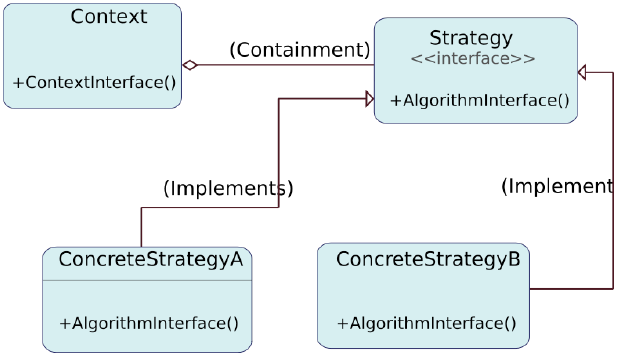 Context
+ContextInterface()
(Containment)
Strategy
<<interface>>
+AlgorithmInterface()
(Implements)
(Implement
ConcreteStrategyA
+AlgorithmInterface()
ConcreteStrategyB
+AlgorithmInterface()